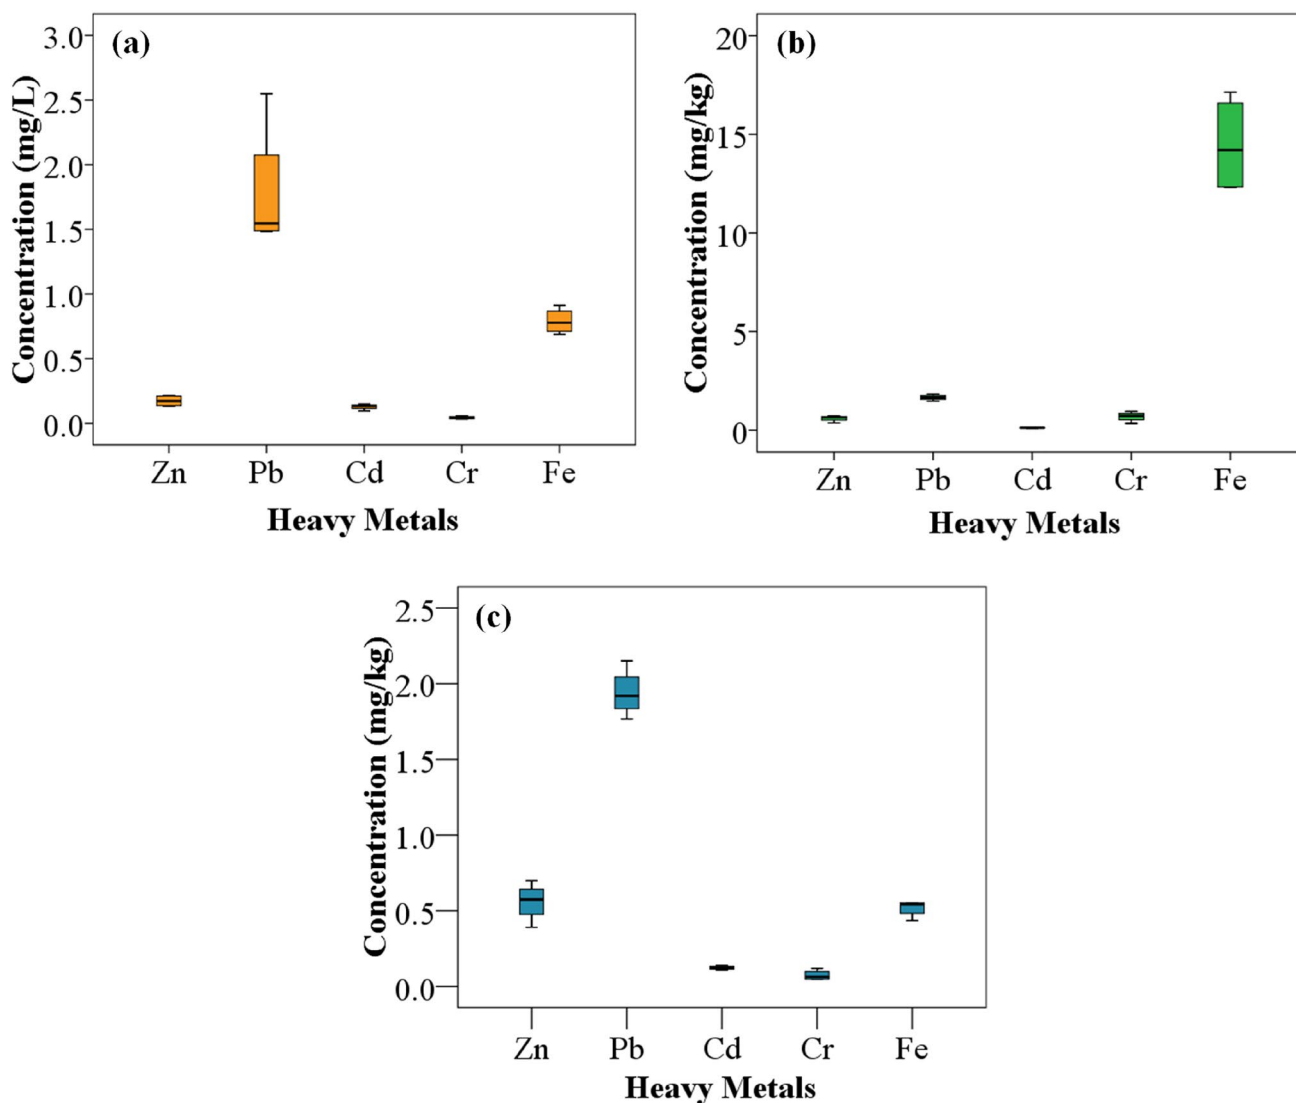 (a)
Concentration (mg/L)
3.0
2.5
2.0
1.5
1.0
0.5
0.0
Zn Pb Cd Cr Fe
Heavy Metals
(b)
Concentration (mg/kg)
20
15
10
5
0
Zn Pb Cd Cr Fe
Heavy Metals
(c)
Concentration (mg/kg)
2.5
2.0
1.5
1.0
0.5
0.0
Zn Pb Cd Cr Fe
Heavy Metals